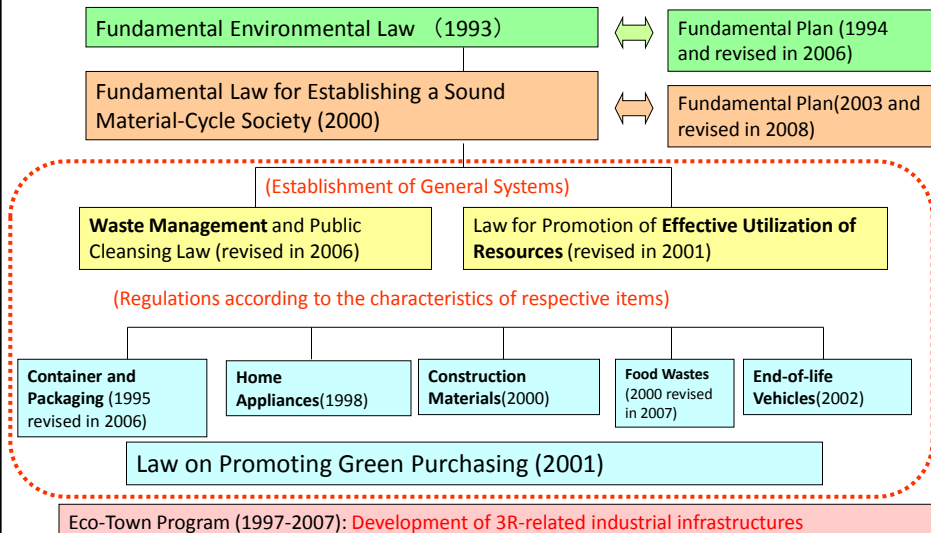 Fundamental Environmental Law （1993）
Fundamental Plan (1994
and revised in 2006)
Fundamental Law for Establishing a Sound
Material-Cycle Society (2000)
Fundamental Plan(2003 and
revised in 2008)
(Establishment of General Systems)
Waste Management and Public
Cleansing Law (revised in 2006)
Law for Promotion of Effective Utilization of
Resources (revised in 2001)
(Regulations according to the characteristics of respective items)
Container and
Packaging (1995
revised in 2006)
Home
Appliances(1998)
Construction
Materials(2000)
Food Wastes
(2000 revised
in 2007)
End-of-life
Vehicles(2002)
Law on Promoting Green Purchasing (2001)
Eco-Town Program (1997-2007): Development of 3R-related industrial infrastructures